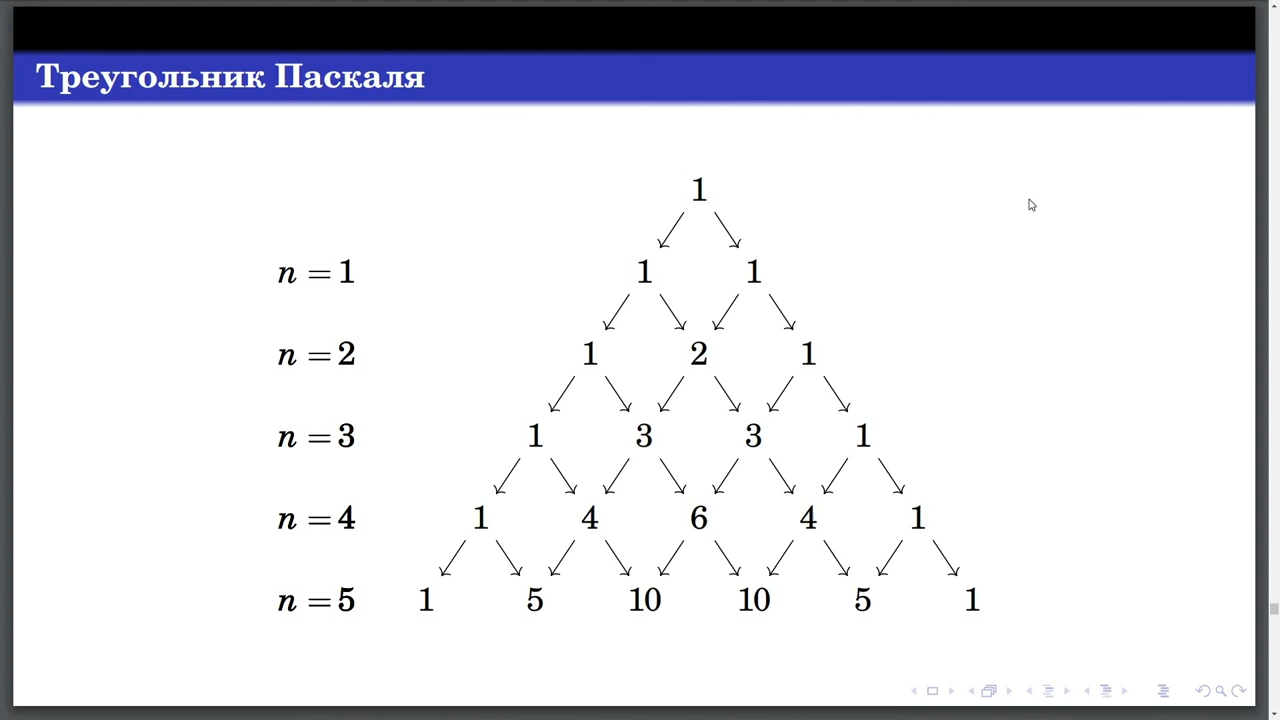 Треугольник Паскаля
1
n = 1 1 1
n = 2 1 2 1
n = 3 1 3 3 1
n = 4 1 4 6 4 1
n = 5 1 5 10 10 5 1